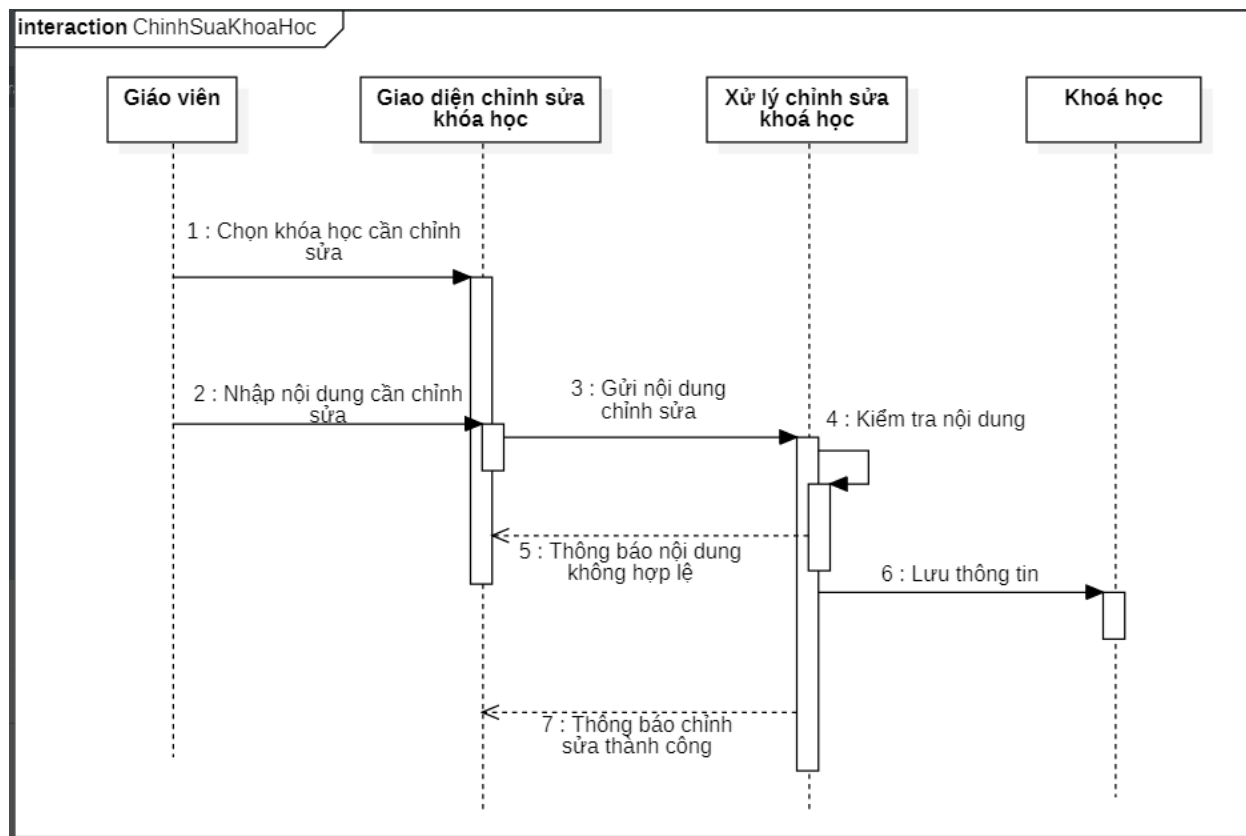 interaction ChinhSuaKhoaHoc
Giáo viên
Giao diện chỉnh sửa
khóa học
Xử lý chỉnh sửa
khoá học
Khoá học
1 : Chọn khóa học cần chỉnh
sửa
2 : Nhập nội dung cần chỉnh
sửa
3 : Gửi nội dung
chỉnh sửa
4 : Kiểm tra nội dung
5 : Thông báo nội dung
không hợp lệ
6 : Lưu thông tin
7 : Thông báo chỉnh
sửa thành công